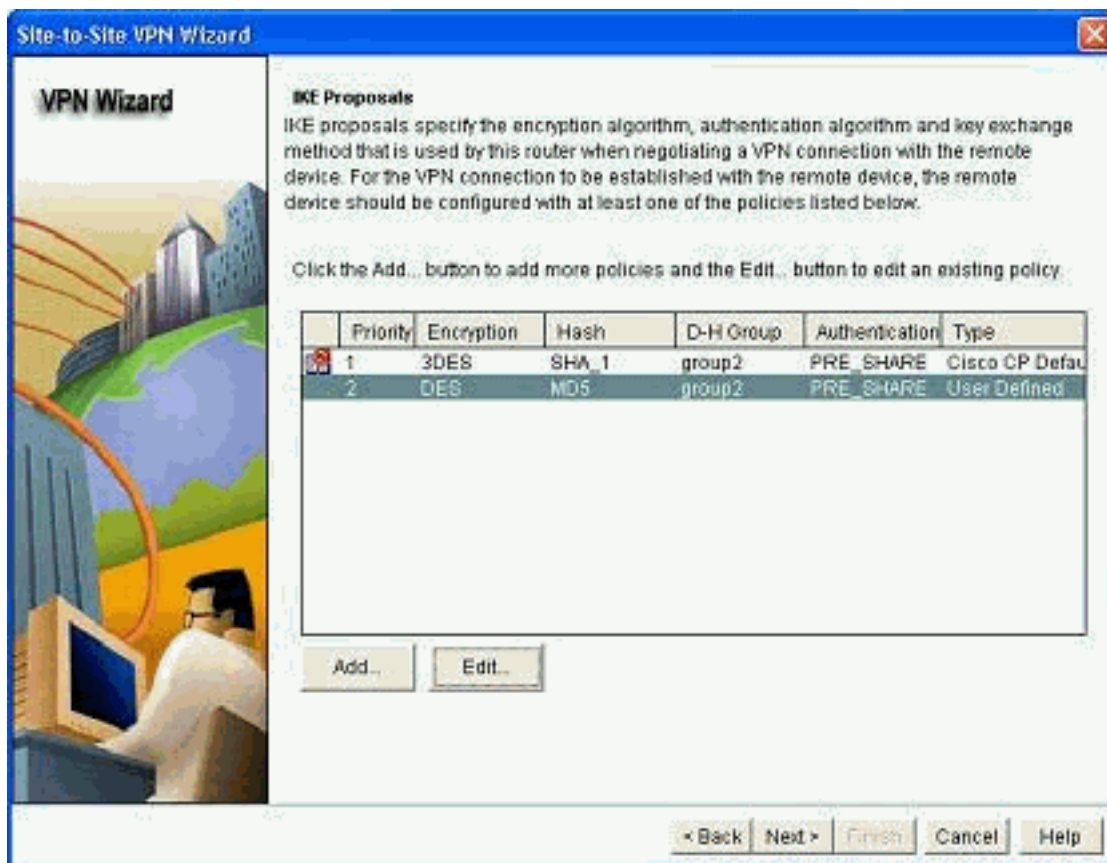 Site-to-Site VPN Wizard
VPN Wizard
IKE Proposals
IKE proposals specify the encryption algorithm, authentication algorithm and key exchange
method that is used by this router when negotiating a VPN connection with the remote
device. For the VPN connection to be established with the remote device, the remote
device should be configured with at least one of the policies listed below.
Click the Add... button to add more policies and the Edit... button to edit an existing policy.
Priority Encryption Hash D-H Group Authentication Type
1 3DES SHA_1 group2 PRE_SHARE Cisco CP Defau
2 DES MD5 group2 PRE_SHARE User Defined
Add... Edit...
< Back Next > Finish Cancel Help